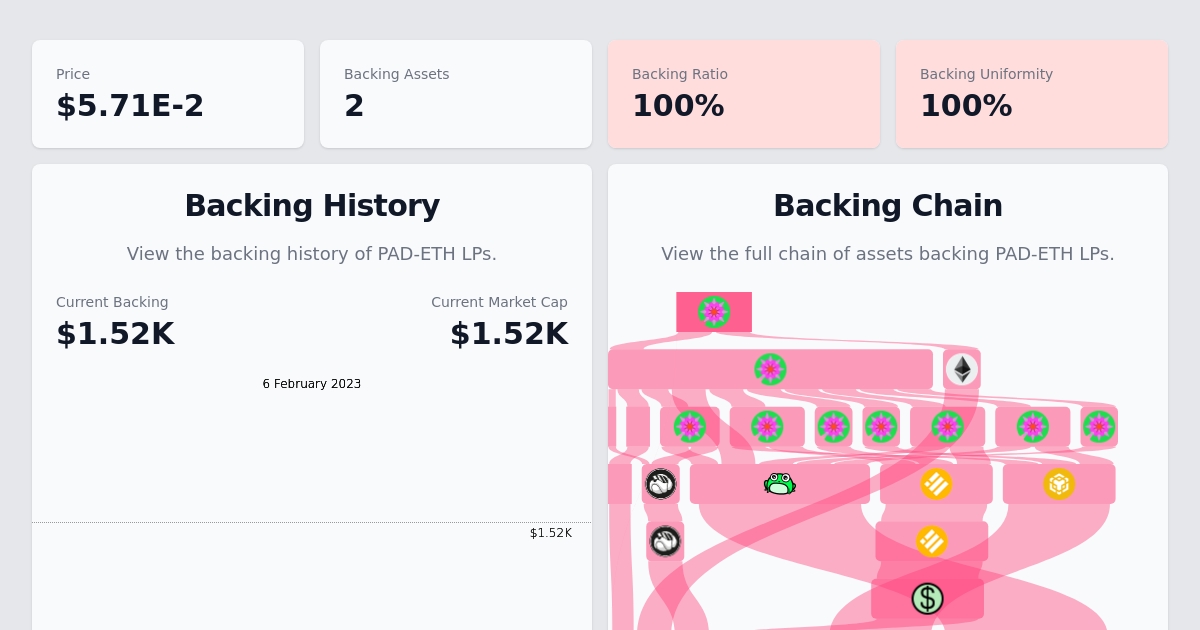 Price
$5.71E-2
Backing Assets
2
Backing Ratio
100%
Backing Uniformity
100%
Backing History
View the backing history of PAD-ETH LPs.
Current Backing
$1.52K
Current Market Cap
$1.52K
6 February 2023
$1.52K
Backing Chain
View the full chain of assets backing PAD-ETH LPs.
$